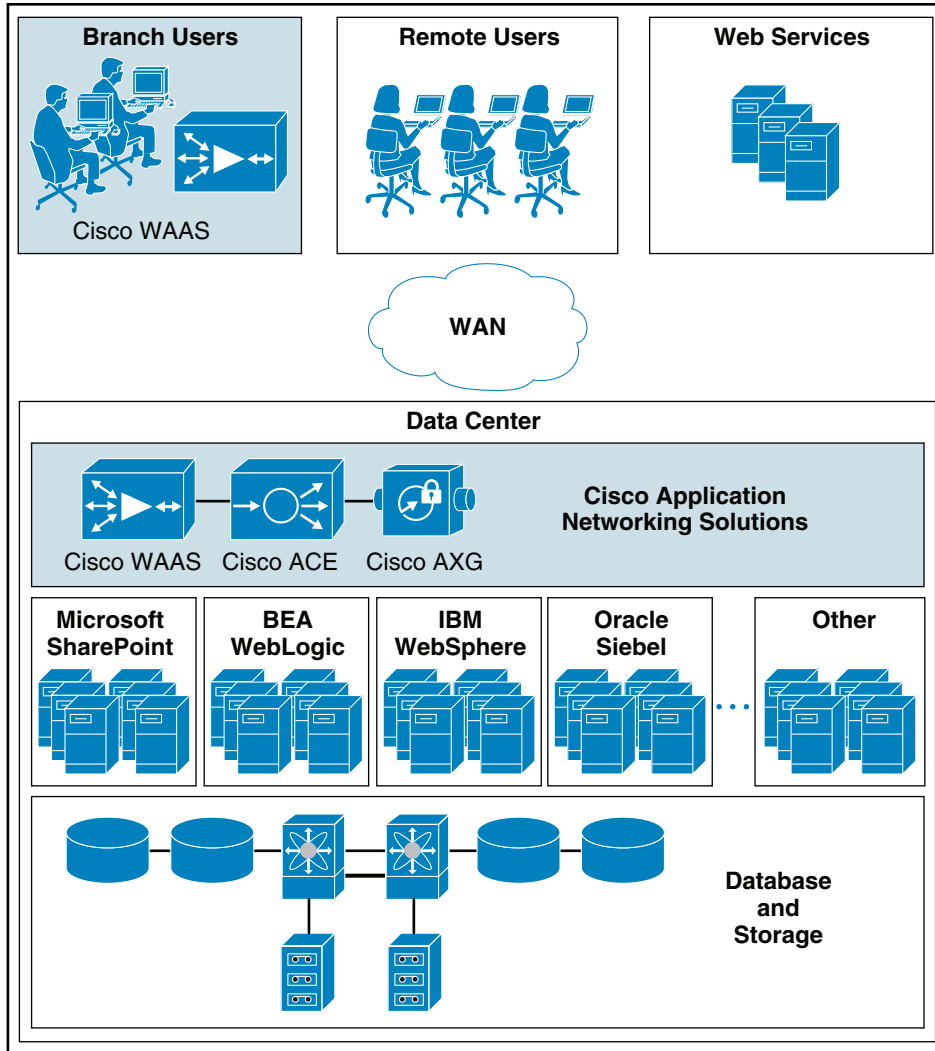 Branch Users
Remote Users
Web Services
Cisco WAAS
WAN
Data Center
Cisco Application
Networking Solutions
Cisco WAAS
Cisco ACE
Cisco AXG
Microsoft
SharePoint
BEA
WebLogic
IBM
WebSphere
Oracle
Siebel
Other
Database
and
Storage